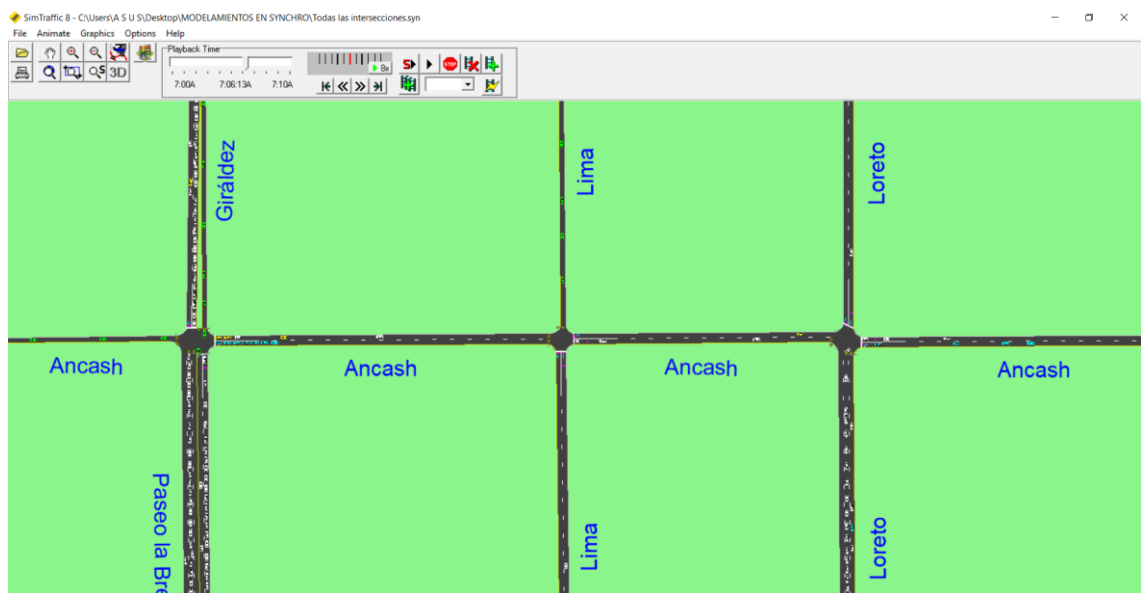 SimTraffic 8 - C:\Users\A S U S\Desktop\MODELAMIENTOS EN SYNCHRO\Todas las intersecciones.syn
File Animate Graphics Options Help
Playback Time
8x
S
STOP
S 3D
7:00A 7:06:13A 7:10A
Giráldez
Lima
Loreto
Ancash
Ancash
Ancash
Ancash
Paseo la Bre
Lima
Loreto